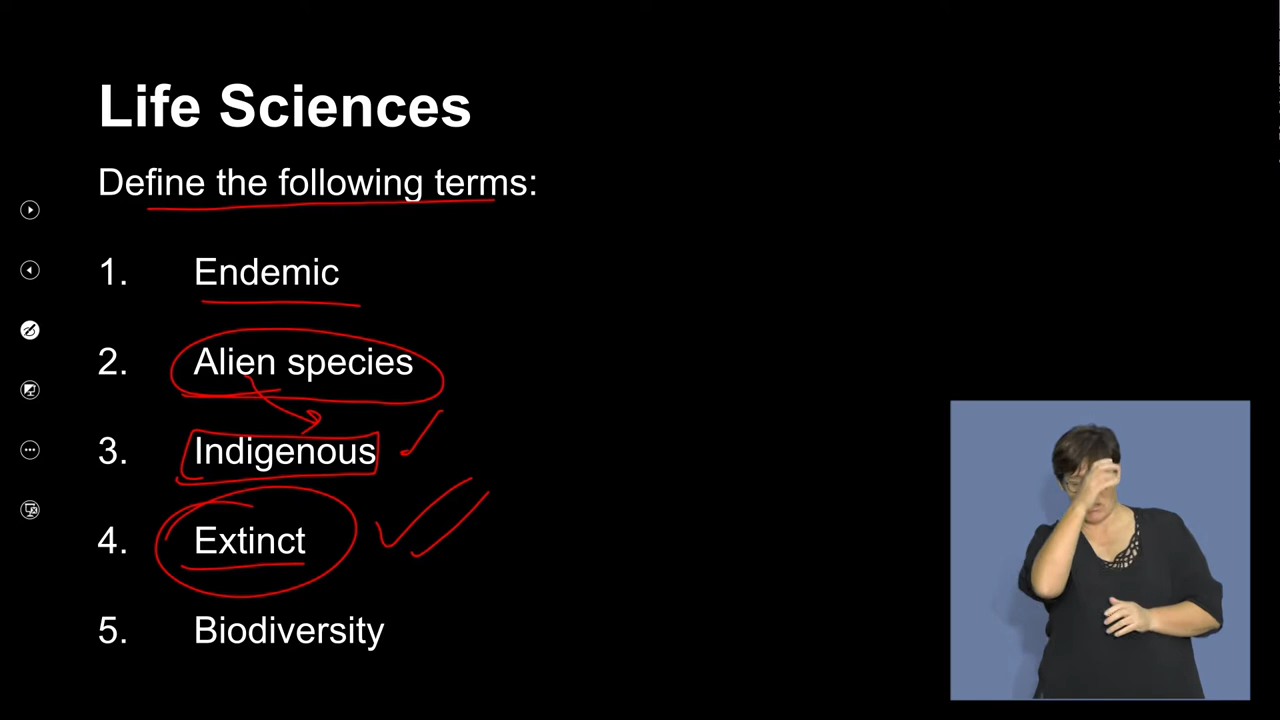 Life Sciences
Define the following terms:
1. Endemic
2. Alien species
3. Indigenous
4. Extinct
5. Biodiversity